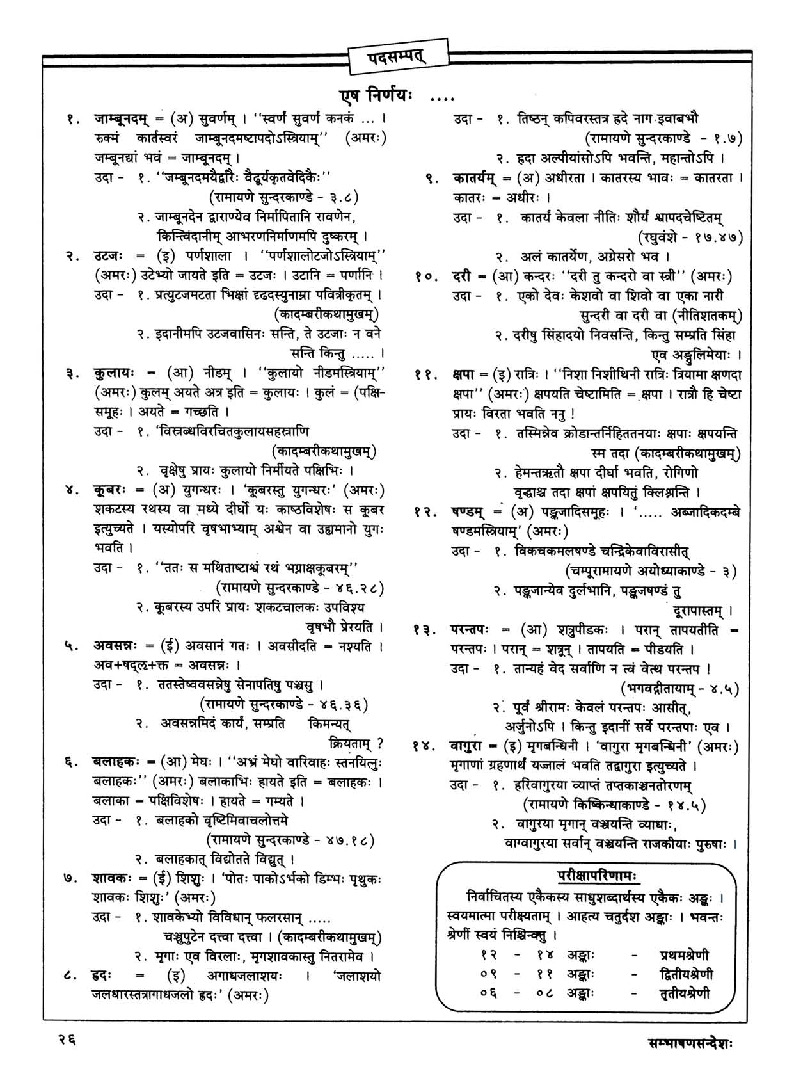 पदसम्पत्
एष निर्णयः ....
१. जाम्बूनदम् = (अ) सुवर्णम् । "स्वर्णं सुवर्णं कनकं ... ।
रुक्मं कार्तस्वरं जाम्बूनदमष्टापदोऽस्त्रियाम्" (अमरः)
जम्बूनद्यां भवं = जाम्बूनदम् ।
उदा - १. "जम्बूनदमयैर्द्वारैः वैदूर्यकृतवेदिकैः"
(रामायणे सुन्दरकाण्डे - ३.८)
२. जाम्बूनदेन द्वाराण्येव निर्मापितानि रावणेन,
किन्त्विदानीम् आभरणनिर्माणमपि दुष्करम् ।
२. उटजः = (इ) पर्णशाला । "पर्णशालोटजोऽस्त्रियाम्"
(अमरः) उटेभ्यो जायते इति = उटजः । उटानि = पर्णानि ।
उदा - १. प्रत्युटजमटता भिक्षां दृढदस्युनाम्ना पवित्रीकृतम् ।
(कादम्बरीकथामुखम्)
२. इदानीमपि उटजवासिनः सन्ति, ते उटजाः न वने
सन्ति किन्तु ..... ।
३. कुलायः = (आ) नीडम् । "कुलायो नीडमस्त्रियाम्"
(अमरः) कुलम् अयते अत्र इति = कुलायः । कुलं = (पक्षि-
समूहः । अयते = गच्छति ।
उदा - १. 'विस्रब्धविरचितकुलायसहस्राणि
(कादम्बरीकथामुखम्)
२. वृक्षेषु प्रायः कुलायो निर्मीयते पक्षिभिः ।
४. कूबरः = (अ) युगन्धरः । 'कूबरस्तु युगन्धरः' (अमरः)
शकटस्य रथस्य वा मध्ये दीर्घो यः काष्ठविशेषः स कूबर
इत्युच्यते । यस्योपरि वृषभाभ्याम् अश्वेन वा उह्यमानो युगः
भवति ।
उदा - १. "ततः स मथिताष्टाश्वं रथं भग्नाक्षकूबरम्"
(रामायणे सुन्दरकाण्डे - ४६.२८)
२. कूबरस्य उपरि प्रायः शकटचालकः उपविश्य
वृषभौ प्रेरयति ।
५. अवसन्नः = (ई) अवसानं गतः । अवसीदति = नश्यति ।
अव+षद्लृ+क्त = अवसन्नः ।
उदा - १. ततस्तेष्ववसन्नेषु सेनापतिषु पञ्चसु ।
(रामायणे सुन्दरकाण्डे - ४६.३६)
२. अवसन्नमिदं कार्यं, सम्प्रति किमन्यत्
क्रियताम् ?
६. बलाहकः = (आ) मेघः । "अभ्रं मेघो वारिवाहः स्तनयित्नुः
बलाहकः" (अमरः) बलाकाभिः हायते इति = बलाहकः ।
बलाका = पक्षिविशेषः । हायते = गम्यते ।
उदा - १. बलाहको वृष्टिमिवाचलोत्तमे
(रामायणे सुन्दरकाण्डे - ४७.१८)
२. बलाहकात् विद्योतते विद्युत् ।
७. शावकः = (ई) शिशुः । 'पोतः पाकोऽर्भको डिम्भः पृथुकः
शावकः शिशुः' (अमरः)
उदा - १. शावकेभ्यो विविधान् फलरसान् .....
चञ्चुपुटेन दत्त्वा दत्त्वा । (कादम्बरीकथामुखम्)
२. मृगाः एव विरलाः, मृगशावकास्तु नितरामेव ।
८. ह्रदः = (इ) अगाधजलाशयः । 'जलाशयो
जलधारस्तत्रागाधजलो ह्रदः' (अमरः)
उदा - १. तिष्ठन् कपिवरस्तत्र ह्रदे नाग इवाबभौ
(रामायणे सुन्दरकाण्डे - १.७)
२. ह्रदा अल्पीयांसोऽपि भवन्ति, महान्तोऽपि ।
९. कातर्यम् = (अ) अधीरता । कातरस्य भावः = कातरता ।
कातरः = अधीरः ।
उदा - १. कातर्यं केवला नीतिः शौर्यं श्वापदचेष्टितम्
(रघुवंशे - १७.४७)
२. अलं कातर्येण, अग्रेसरो भव ।
१०. दरी = (आ) कन्दरः "दरी तु कन्दरो वा स्त्री" (अमरः)
उदा - १. एको देवः केशवो वा शिवो वा एका नारी
सुन्दरी वा दरी वा (नीतिशतकम्)
२. दरीषु सिंहादयो निवसन्ति, किन्तु सम्प्रति सिंहा
एव अङ्गुलिमेयाः ।
११. क्षपा = (इ) रात्रिः । "निशा निशीथिनी रात्रिः त्रियामा क्षणदा
क्षपा" (अमरः) क्षपयति चेष्टामिति = क्षपा । रात्रौ हि चेष्टा
प्रायः विरता भवति ननु !
उदा - १. तस्मिन्नेव क्रोडान्तर्निहिततनयाः क्षपाः क्षपयन्ति
स्म तदा (कादम्बरीकथामुखम्)
२. हेमन्तऋतौ क्षपा दीर्घा भवति, रोगिणो
वृद्धाश्च तदा क्षपां क्षपयितुं क्लिश्नन्ति ।
१२. षण्डम् = (अ) पङ्कजादिसमूहः । '..... अब्जादिकदम्बे
षण्डमस्त्रियाम्' (अमरः)
उदा - १. विकचकमलषण्डे चन्द्रिकेवाविरासीत्
(चम्पूरामायणे अयोध्याकाण्डे - ३)
२. पङ्कजान्येव दुर्लभानि, पङ्कजषण्डं तु
दूरापास्तम् ।
१३. परन्तपः = (आ) शत्रुपीडकः । परान् तापयतीति =
परन्तपः । परान् = शत्रून् । तापयति = पीडयति ।
उदा - १. तान्यहं वेद सर्वाणि न त्वं वेत्थ परन्तप !
(भगवद्गीतायाम् - ४.५)
२. पूर्वं श्रीरामः केवलं परन्तपः आसीत्,
अर्जुनोऽपि । किन्तु इदानीं सर्वे परन्तपाः एव ।
१४. वागुरा = (इ) मृगबन्धिनी । 'वागुरा मृगबन्धिनी' (अमरः)
मृगाणां ग्रहणार्थं यज्जालं भवति तद्वागुरा इत्युच्यते ।
उदा - १. हरिवागुरया व्याप्तं तप्तकाञ्चनतोरणम्
(रामायणे किष्किन्धाकाण्डे - १४.५)
२. वागुरया मृगान् वञ्चयन्ति व्याधाः,
वाग्वागुरया सर्वान् वञ्चयन्ति राजकीयाः पुरुषाः ।
परीक्षापरिणामः
निर्वाचितस्य एकैकस्य साधुशब्दार्थस्य एकैकः अङ्कः ।
स्वयमात्मा परीक्ष्यताम् । आहत्य चतुर्दश अङ्काः । भवन्तः
श्रेणीं स्वयं निश्चिन्वन्तु ।
१२ - १४ अङ्काः - प्रथमश्रेणी
०९ - ११ अङ्काः - द्वितीयश्रेणी
०६ - ०८ अङ्काः - तृतीयश्रेणी
२६
सम्भाषणसन्देशः